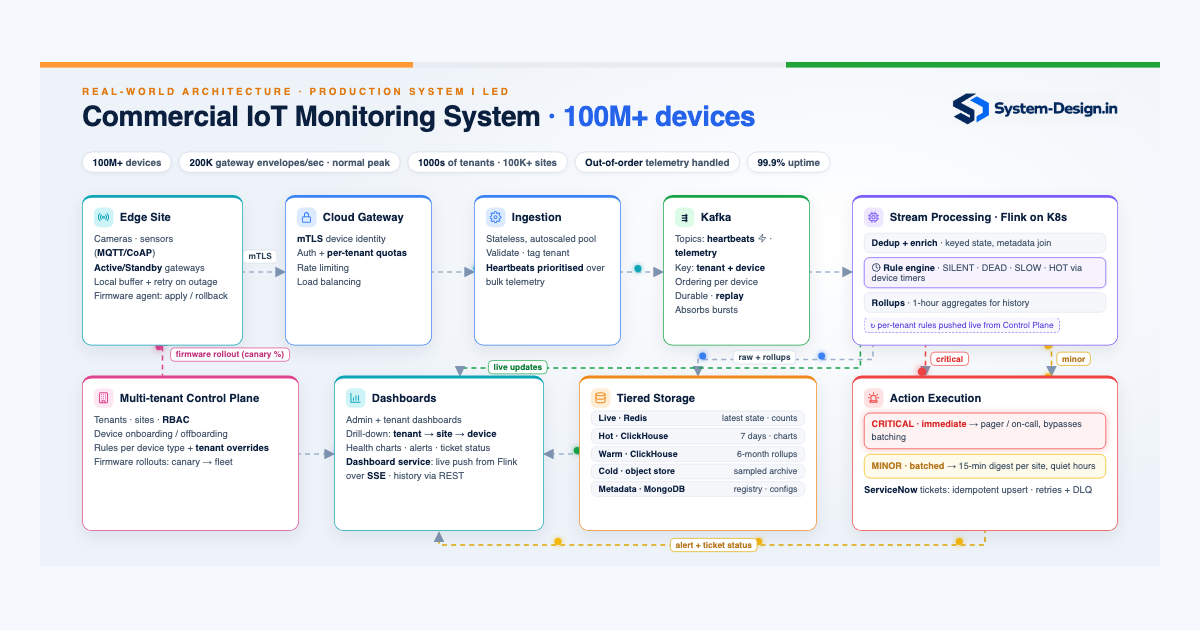 REAL-WORLD ARCHITECTURE · PRODUCTION SYSTEM I LED
Commercial IoT Monitoring System · 100M+ devices
System-Design.in
100M+ devices
200K gateway envelopes/sec · normal peak
1000s of tenants · 100K+ sites
Out-of-order telemetry handled
99.9% uptime
Edge Site
Cameras · sensors
(MQTT/CoAP)
Active/Standby gateways
Local buffer + retry on outage
Firmware agent: apply / rollback
mTLS
Cloud Gateway
mTLS device identity
Auth + per-tenant quotas
Rate limiting
Load balancing
Ingestion
Stateless, autoscaled pool
Validate · tag tenant
Heartbeats prioritised over
bulk telemetry
Kafka
Topics: heartbeats ⚡ ·
telemetry
Key: tenant + device
Ordering per device
Durable · replay
Absorbs bursts
Stream Processing · Flink on K8s
Dedup + enrich · keyed state, metadata join
Rule engine · SILENT · DEAD · SLOW · HOT via
device timers
Rollups · 1-hour aggregates for history
↻ per-tenant rules pushed live from Control Plane
firmware rollout (canary %)
live updates
raw + rollups
critical
minor
Multi-tenant Control Plane
Tenants · sites · RBAC
Device onboarding / offboarding
Rules per device type + tenant overrides
Firmware rollouts: canary → fleet
Dashboards
Admin + tenant dashboards
Drill-down: tenant → site → device
Health charts · alerts · ticket status
Dashboard service: live push from Flink
over SSE · history via REST
Tiered Storage
Live · Redis latest state · counts
Hot · ClickHouse 7 days · charts
Warm · ClickHouse 6-month rollups
Cold · object store sampled archive
Metadata · MongoDB registry · configs
Action Execution
CRITICAL · immediate → pager / on-call, bypasses
batching
MINOR · batched → 15-min digest per site, quiet hours
ServiceNow tickets: idempotent upsert · retries + DLQ
alert + ticket status